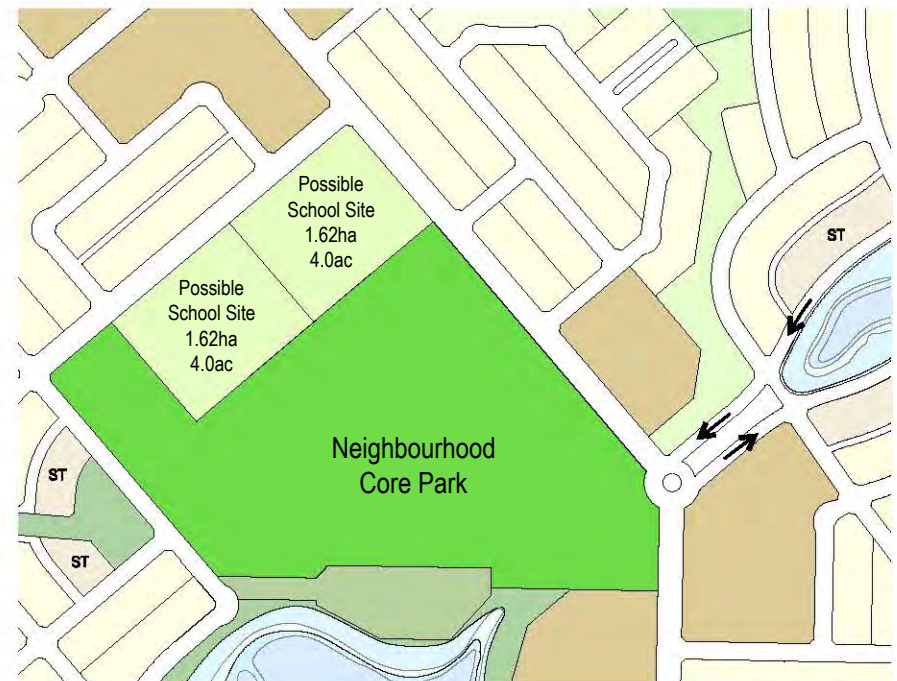 Possible
School Site
1.62ha
4.0ac
ST
Possible
School Site
1.62ha
4.0ac
Neighbourhood
Core Park
ST
ST